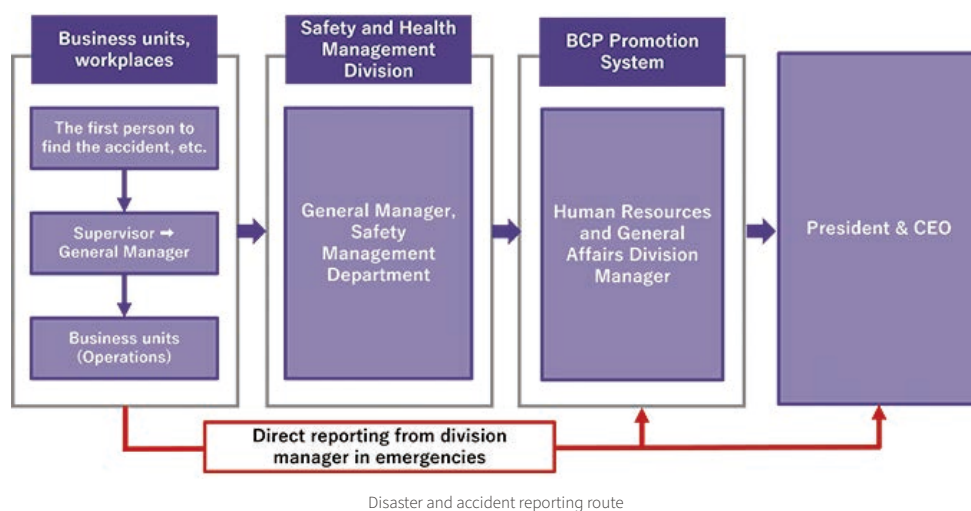 Business units,
workplaces
The first person to
find the accident, etc.
Supervisor ➡
General Manager
Business units
(Operations)
Safety and Health
Management
Division
General Manager,
Safety
Management
Department
BCP Promotion
System
Human Resources
and General
Affairs Division
Manager
President & CEO
Direct reporting from division
manager in emergencies
Disaster and accident reporting route